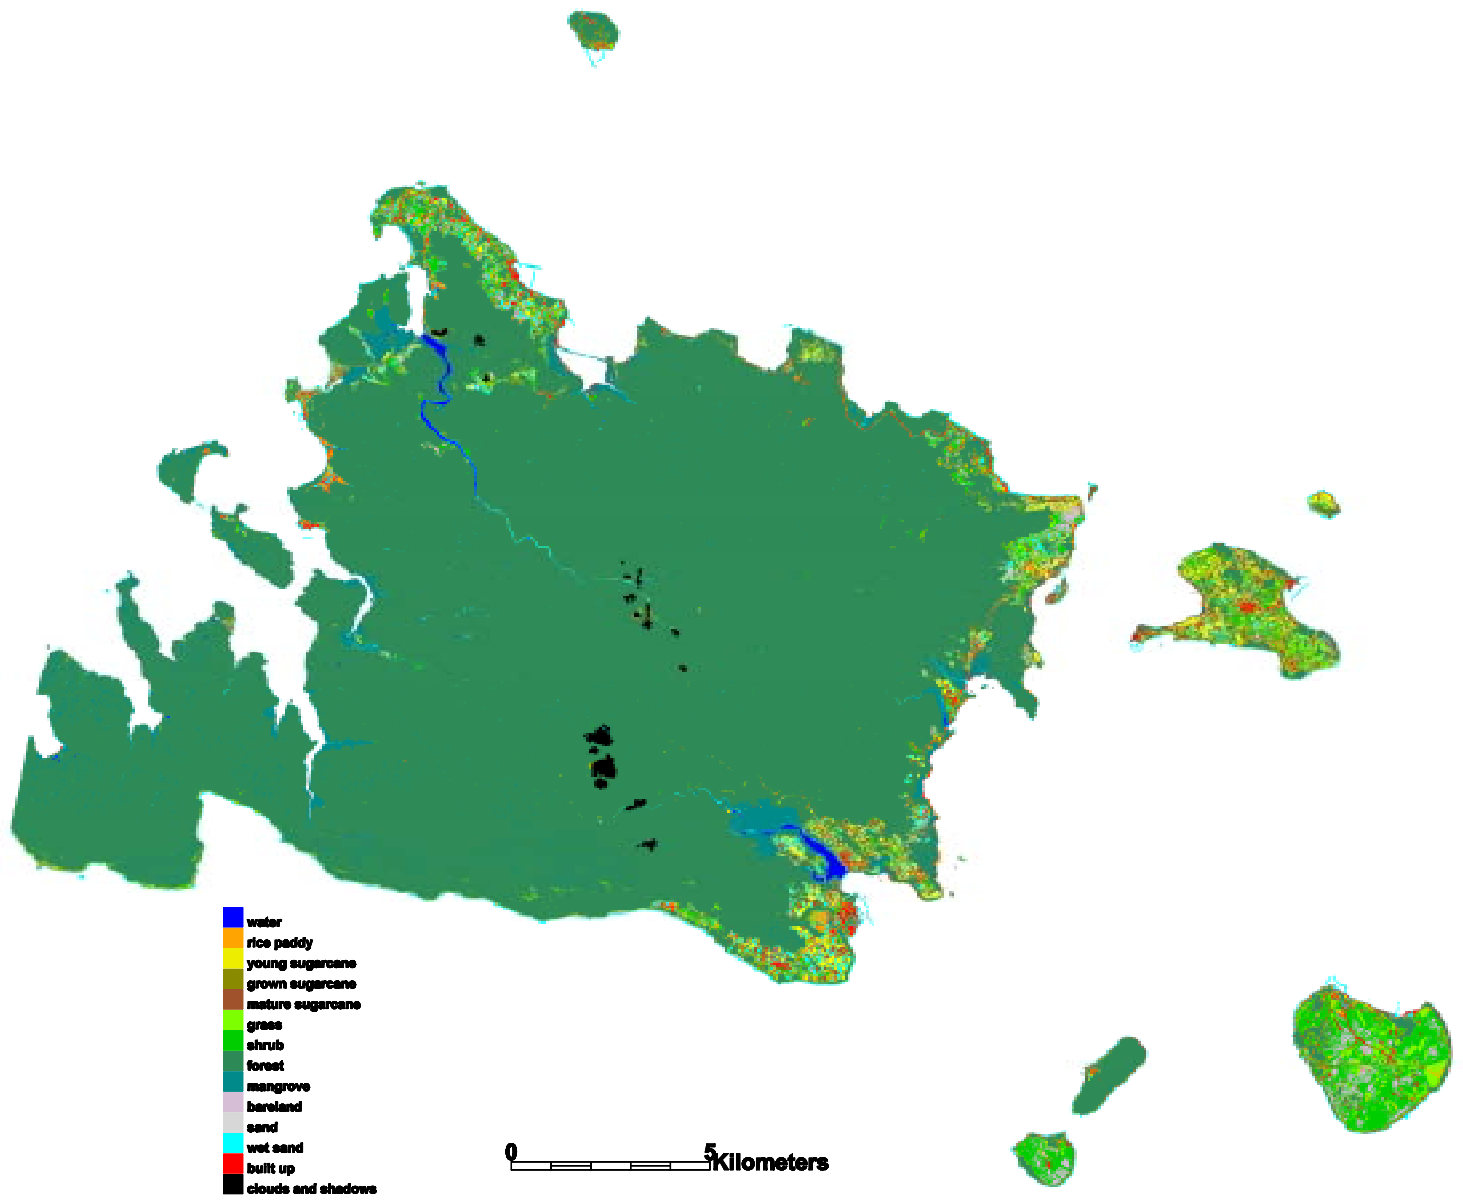 water
rice paddy
young sugarcane
grown sugarcane
mature sugarcane
grass
shrub
forest
mangrove
bareland
sand
wet sand
built up
clouds and shadows
0 5 Kilometers